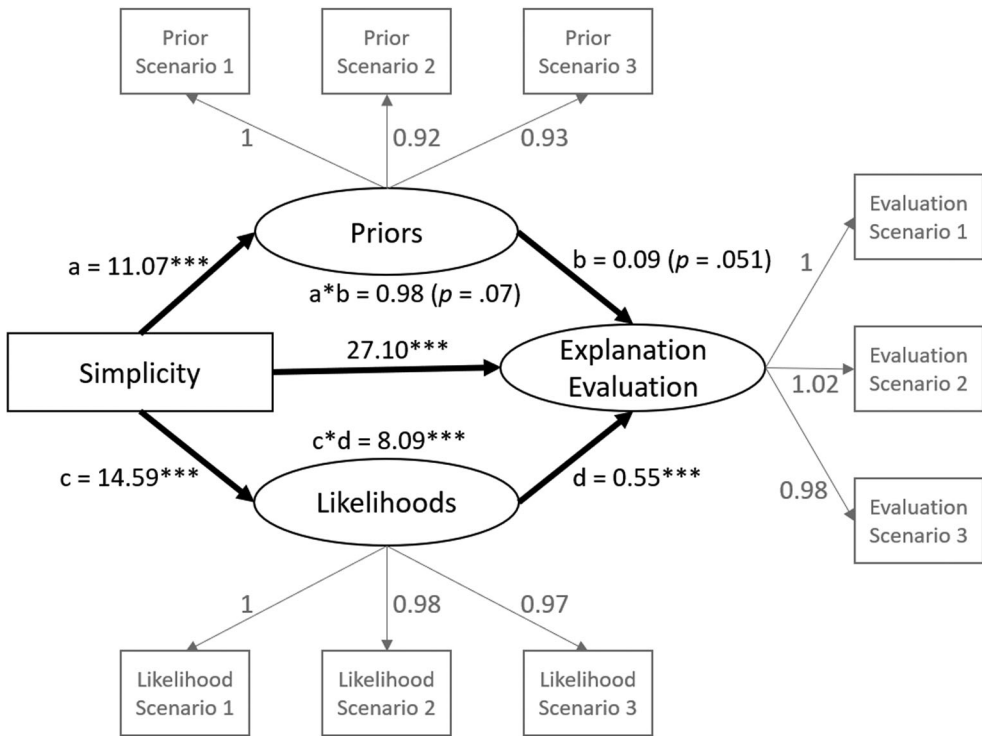 Prior
Scenario 1
Prior
Scenario 2
Prior
Scenario 3
1
0.92
0.93
Priors
a = 11.07***
a*b = 0.98 (p = .07)
b = 0.09 (p = .051)
Simplicity
27.10***
Explanation
Evaluation
1
Evaluation
Scenario 1
1.02
Evaluation
Scenario 2
0.98
Evaluation
Scenario 3
c = 14.59***
c*d = 8.09***
d = 0.55***
Likelihoods
1
0.98
0.97
Likelihood
Scenario 1
Likelihood
Scenario 2
Likelihood
Scenario 3